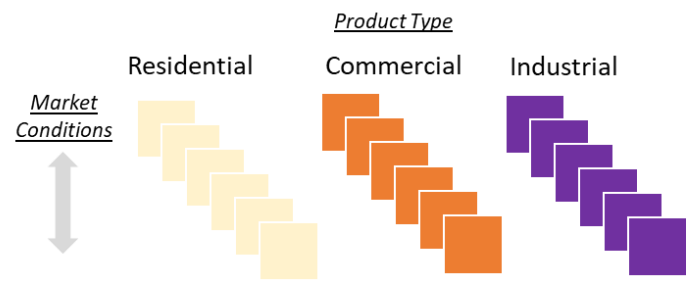 Product Type
Residential
Commercial
Industrial
Market
Conditions